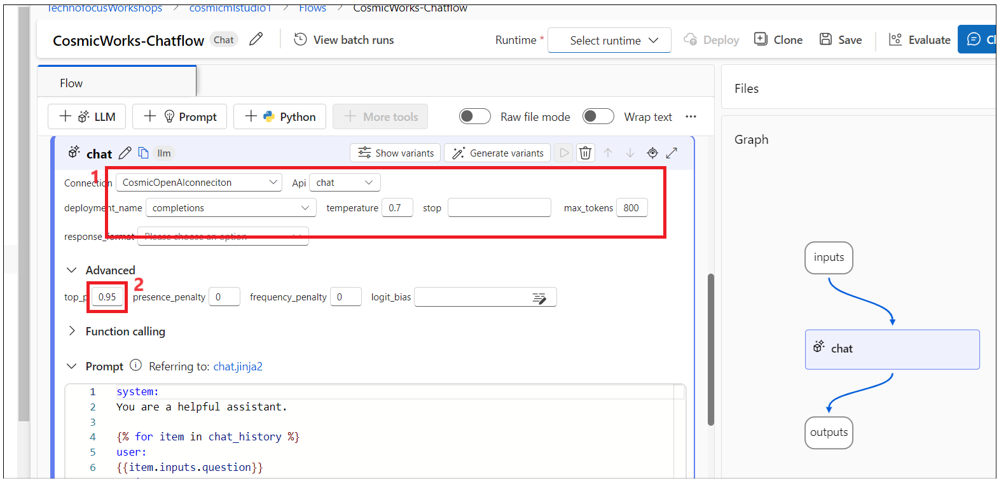 TechnofocusWorkshops > cosmicmlstudio1 > Flows > CosmicWorks-Chatflow
CosmicWorks-Chatflow Chat View batch runs Runtime * Select runtime Deploy Clone Save Evaluate
Flow
Files
+ LLM + Prompt + Python + More tools Raw file mode Wrap text ...
Graph
chat llm Show variants Generate variants
1
Connection CosmicOpenAIconneciton Api chat
deployment_name completions temperature 0.7 stop max_tokens 800
response_format Please choose an option
Advanced
2
top_p 0.95 presence_penalty 0 frequency_penalty 0 logit_bias
Function calling
Prompt Referring to: chat.jinja2
1 system:
2 You are a helpful assistant.
3
4 {% for item in chat_history %}
5 user:
6 {{item.inputs.question}}
inputs
chat
outputs